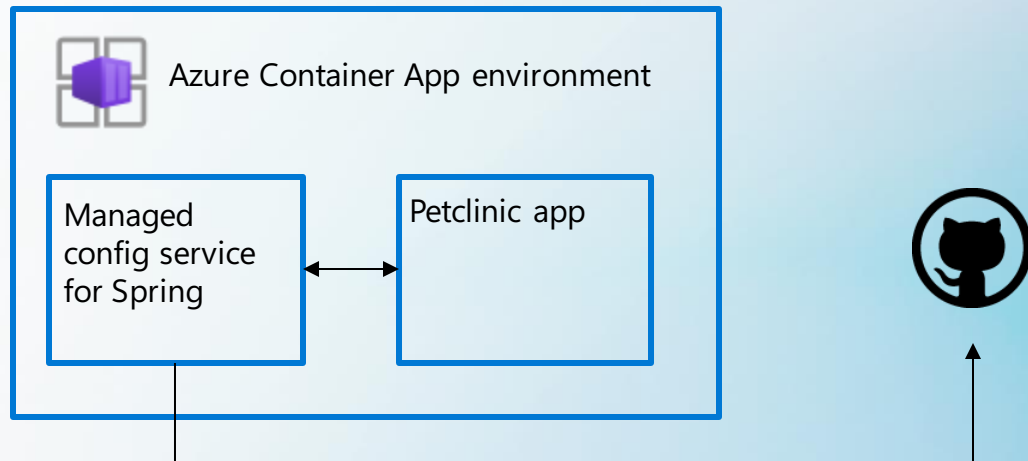 Azure Container App environment
Managed
config service
for Spring
Petclinic app